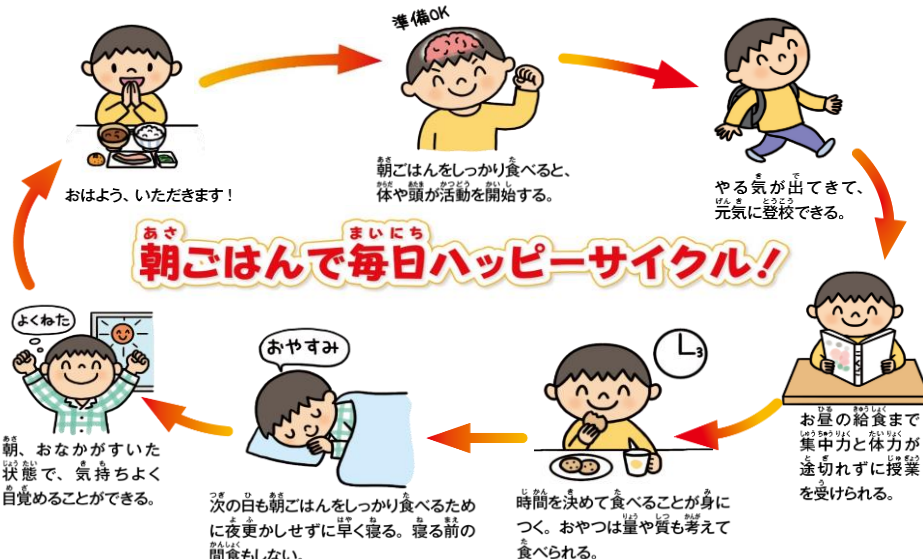 おはよう、いただきます！
準備OK
朝ごはんをしっかり食べると、
体や頭が活動を開始する。
やる気が出てきて、
元気に登校できる。
朝ごはんで毎日ハッピーサイクル！
お昼の給食まで
集中力と体力が
途切れずに授業
を受けられる。
3
時間を決めて食べることが身に
つく。おやつは量や質も考えて
食べられる。
おやすみ
次の日も朝ごはんをしっかり食べるため
に夜更かしせずに早く寝る。寝る前の
間食もしない。
よくねた
朝、おなかがすいた
状態で、気持ちよく
目覚めることができる。